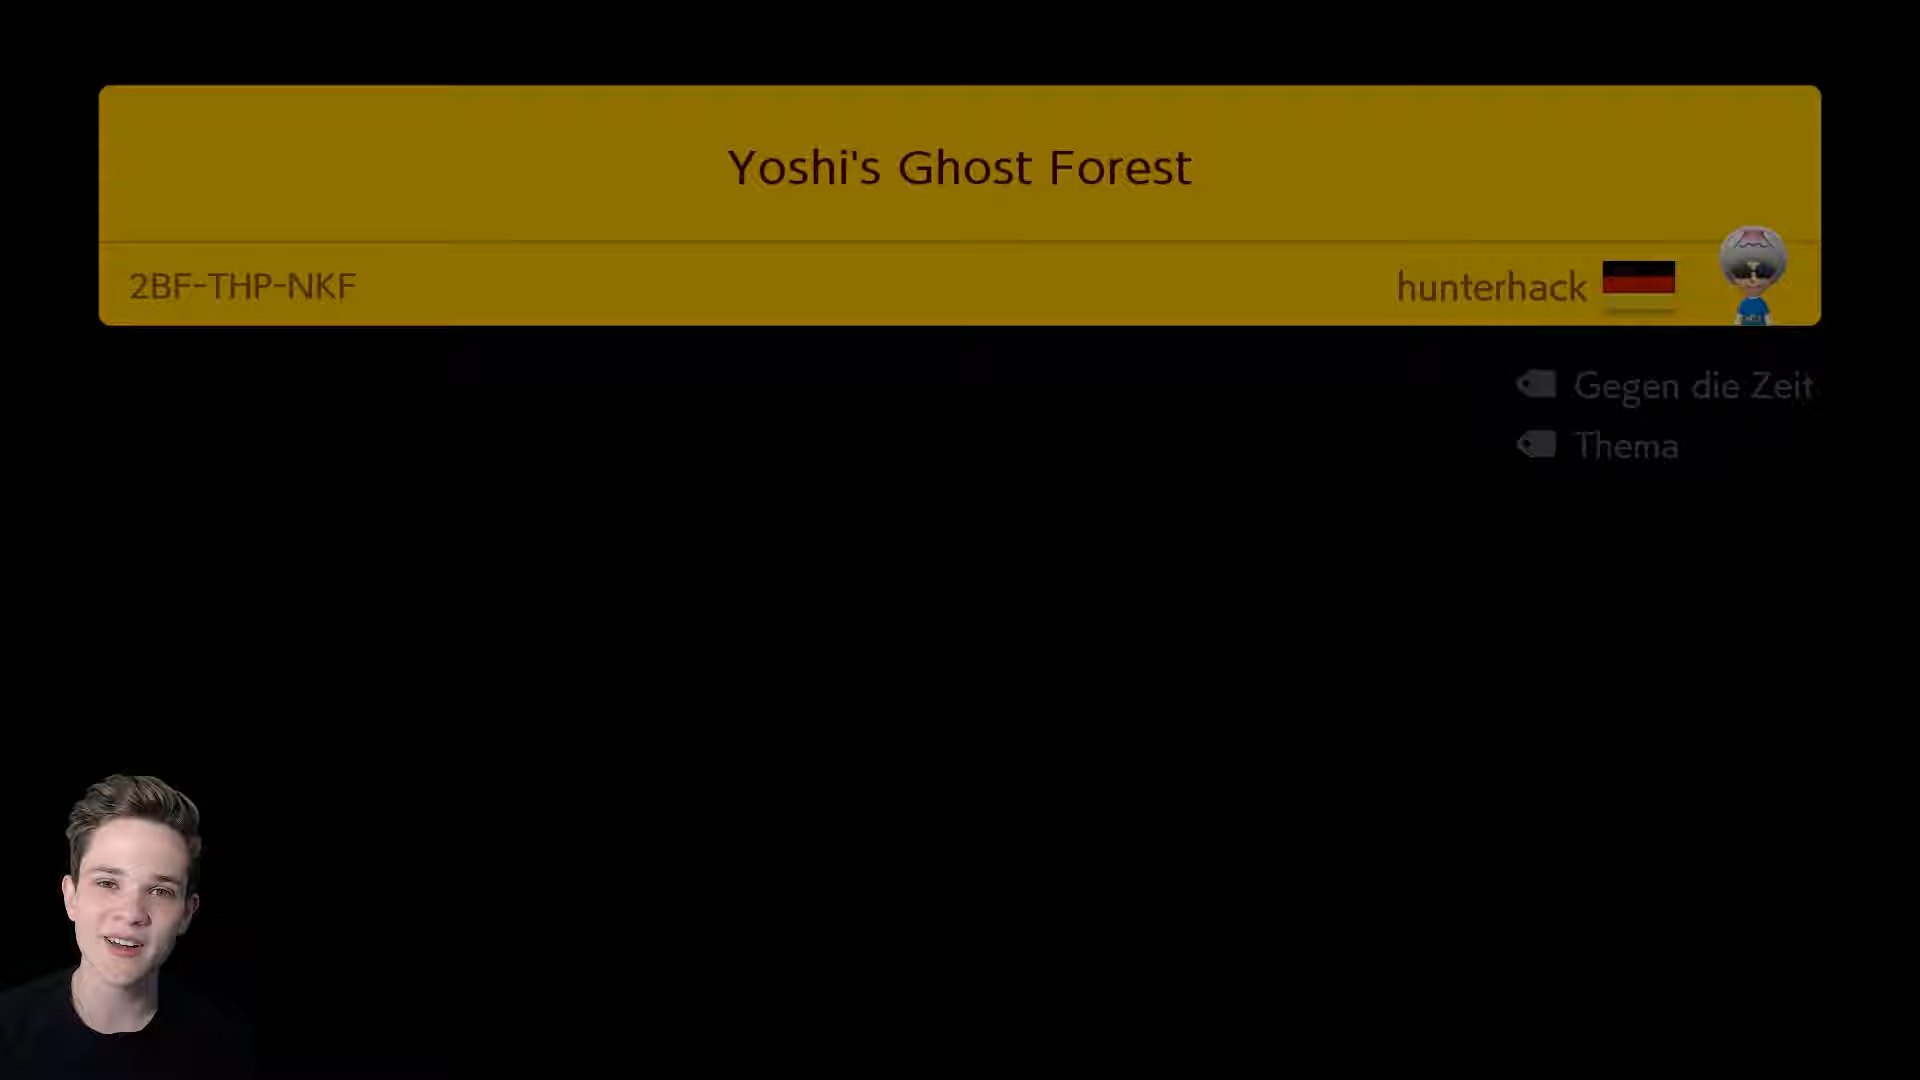 Yoshi's Ghost Forest
2BF-THP-NKF
hunterhack
Gegen die Zeit
Thema